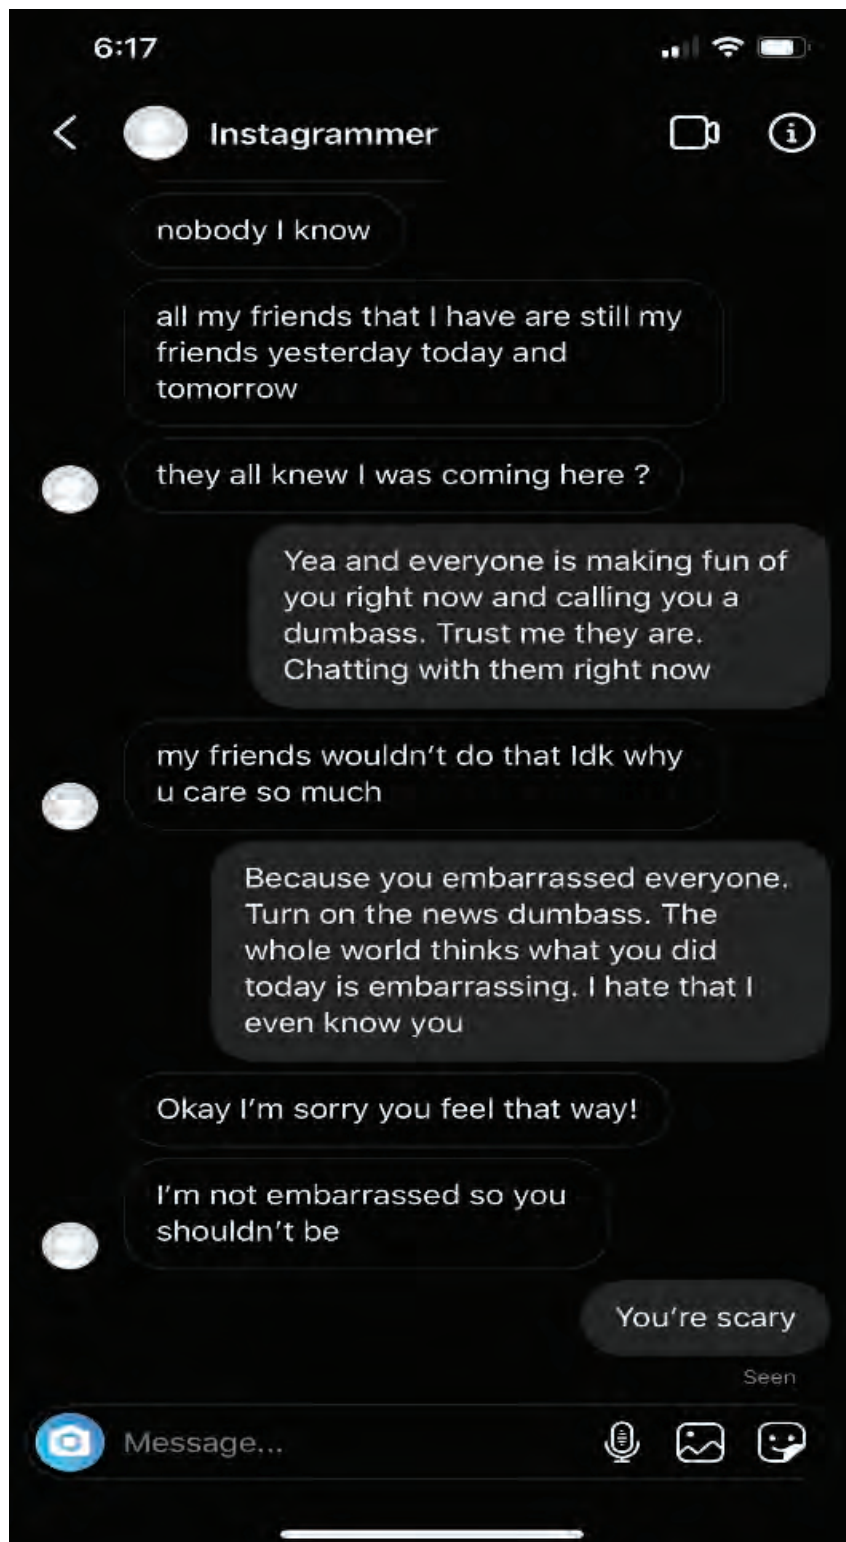 6:17
Instagrammer
nobody I know
all my friends that I have are still my
friends yesterday today and
tomorrow
they all knew I was coming here ?
Yea and everyone is making fun of
you right now and calling you a
dumbass. Trust me they are.
Chatting with them right now
my friends wouldn't do that Idk why
u care so much
Because you embarrassed everyone.
Turn on the news dumbass. The
whole world thinks what you did
today is embarrassing. I hate that I
even know you
Okay I'm sorry you feel that way!
I'm not embarrassed so you
shouldn't be
You're scary
Seen
Message...